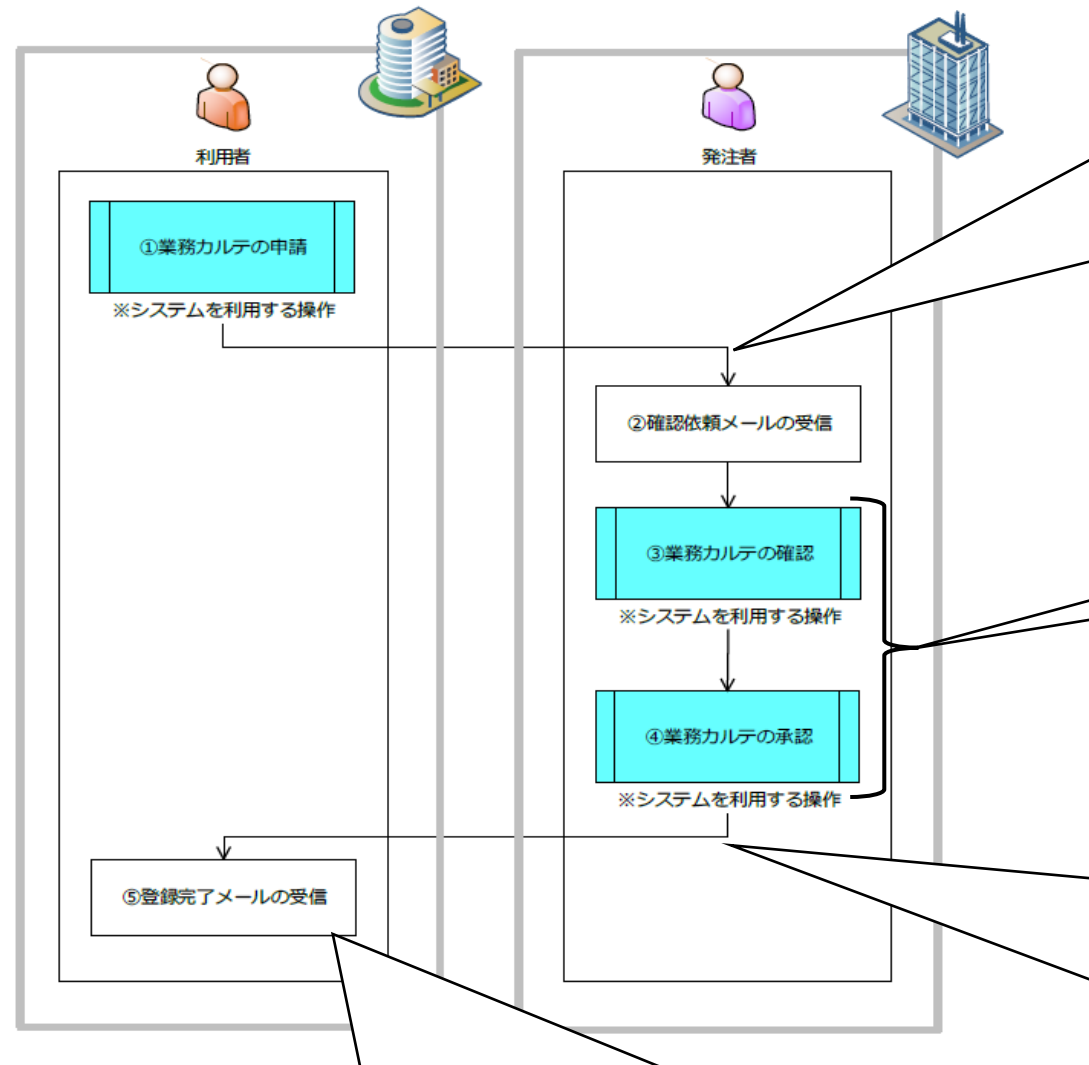 利用者
発注者
①業務カルテの申請
※システムを利用する操作
②確認依頼メールの受信
③業務カルテの確認
※システムを利用する操作
④業務カルテの承認
※システムを利用する操作
⑤登録完了メールの受信